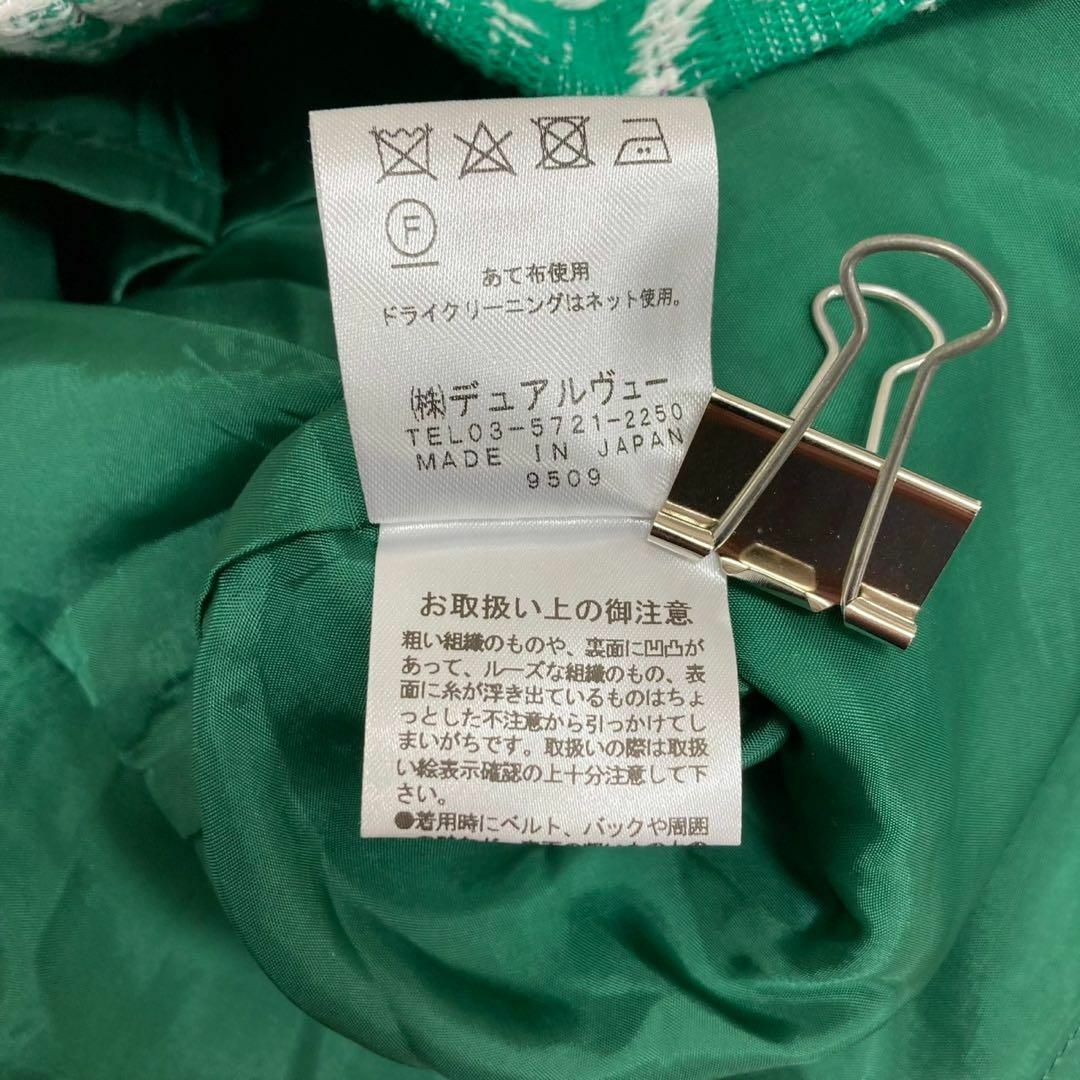 F
あて布使用
ドライクリーニングはネット使用。
㈱デュアルヴュー
TEL03-5721-2250
MADE IN JAPAN
9509
お取扱い上の御注意
粗い組織のものや、裏面に凹凸が
あって、ルーズな組織のもの、表
面に糸が浮き出ているものはちょ
っとした不注意から引っかけてし
まいがちです。取扱いの際は取扱
い絵表示確認の上十分注意して下
さい。
●着用時にベルト、バックや周囲